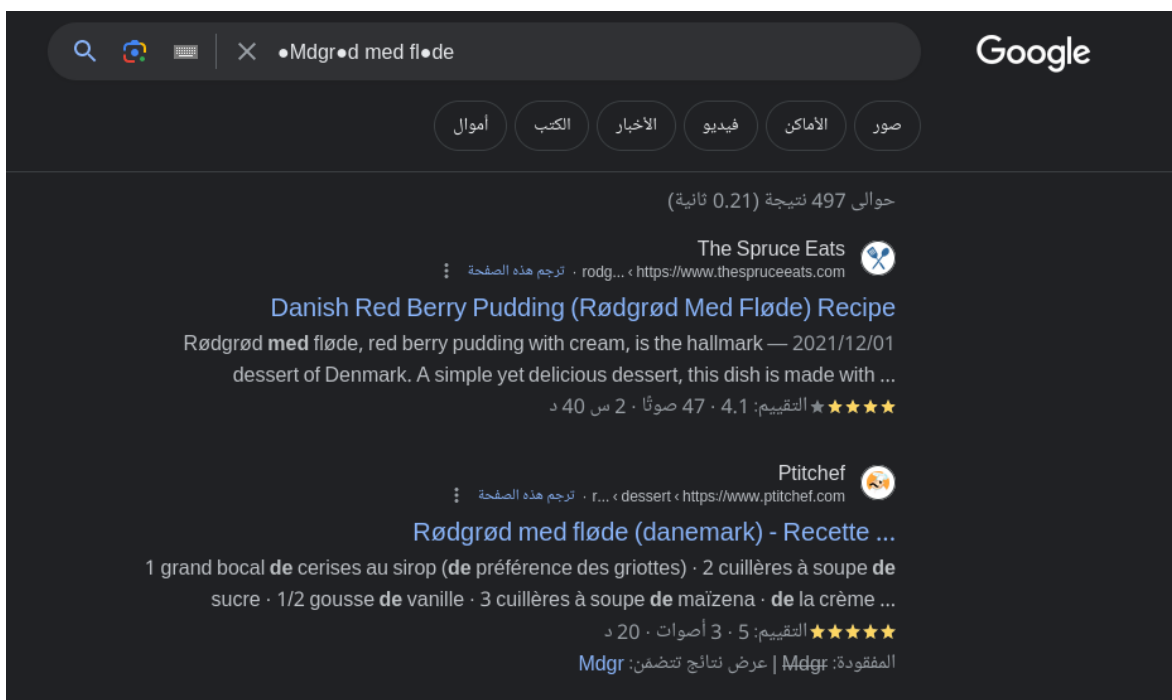 ●Mdgr●d med fl●de
Google
صور الأماكن فيديو الأخبار الكتب أموال
حوالى 497 نتيجة (0.21 ثانية)
The Spruce Eats
https://www.thespruceeats.com › rodg... · ترجم هذه الصفحة
Danish Red Berry Pudding (Rødgrød Med Fløde) Recipe
2021/12/01 — Rødgrød med fløde, red berry pudding with cream, is the hallmark
dessert of Denmark. A simple yet delicious dessert, this dish is made with ...
التقييم: 4.1 · 47 صوتًا · 2 س 40 د
Ptitchef
https://www.ptitchef.com › dessert › r... · ترجم هذه الصفحة
Rødgrød med fløde (danemark) - Recette ...
1 grand bocal de cerises au sirop (de préférence des griottes) · 2 cuillères à soupe de
sucre · 1/2 gousse de vanille · 3 cuillères à soupe de maïzena · de la crème ...
التقييم: 5 · 3 أصوات · 20 د
المفقودة: Mdgr | عرض نتائج تتضمّن: Mdgr